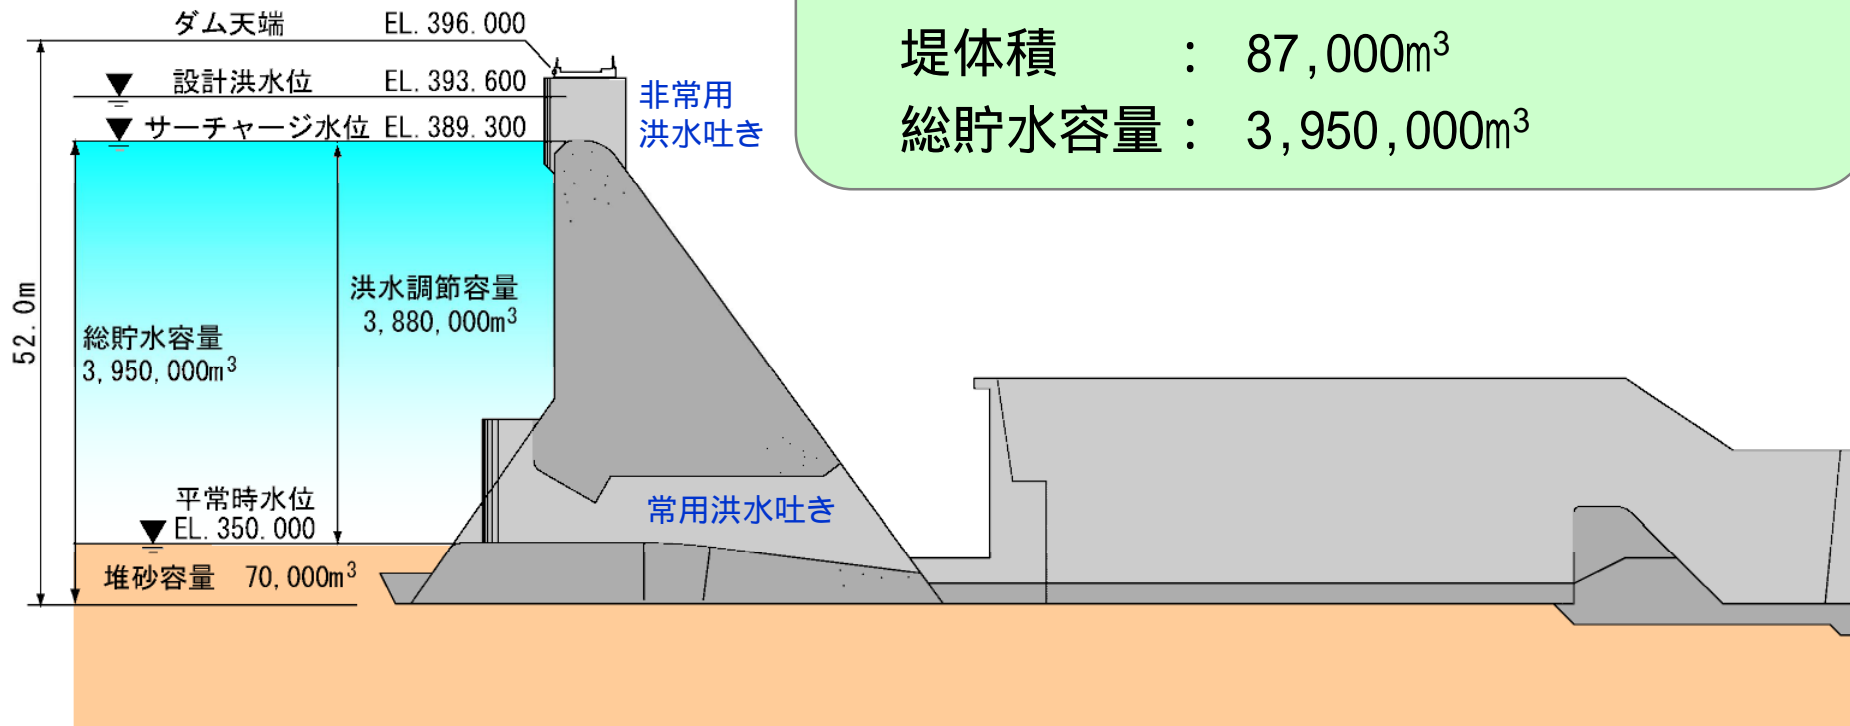 ダム天端 EL.396.000
設計洪水位 EL.393.600
サーチャージ水位 EL.389.300
非常用
洪水吐き
堤体積 : 87,000m³
総貯水容量 : 3,950,000m³
52.0m
総貯水容量
3,950,000m³
洪水調節容量
3,880,000m³
平常時水位
EL.350.000
堆砂容量 70,000m³
常用洪水吐き